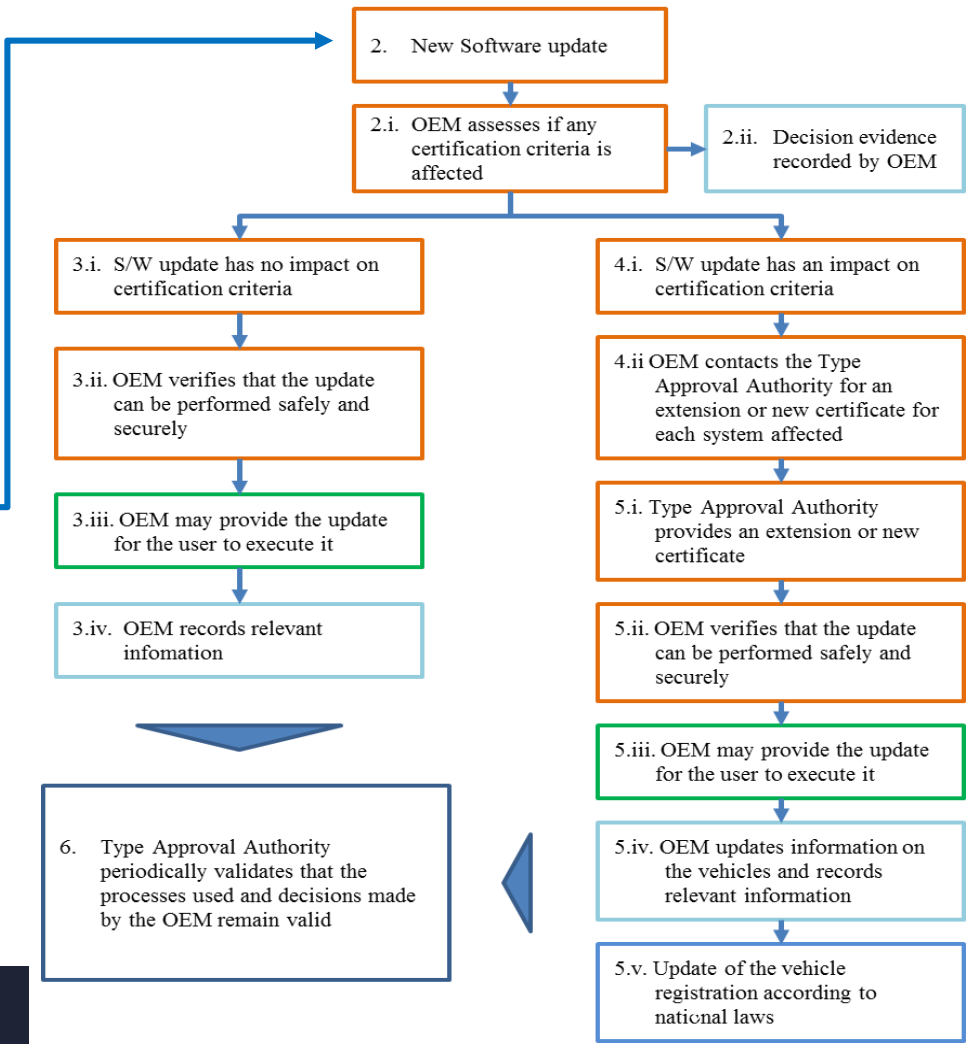 2. New Software update
2.i. OEM assesses if any
certification criteria is
affected
2.ii. Decision evidence
recorded by OEM
3.i. S/W update has no impact on
certification criteria
3.ii. OEM verifies that the update
can be performed safely and
securely
3.iii. OEM may provide the update
for the user to execute it
3.iv. OEM records relevant
infomation
4.i. S/W update has an impact on
certification criteria
4.ii OEM contacts the Type
Approval Authority for an
extension or new certificate for
each system affected
5.i. Type Approval Authority
provides an extension or new
certificate
5.ii. OEM verifies that the update
can be performed safely and
securely
5.iii. OEM may provide the update
for the user to execute it
5.iv. OEM updates information on
the vehicles and records
relevant information
5.v. Update of the vehicle
registration according to
national laws
6. Type Approval Authority
periodically validates that the
processes used and decisions made
by the OEM remain valid